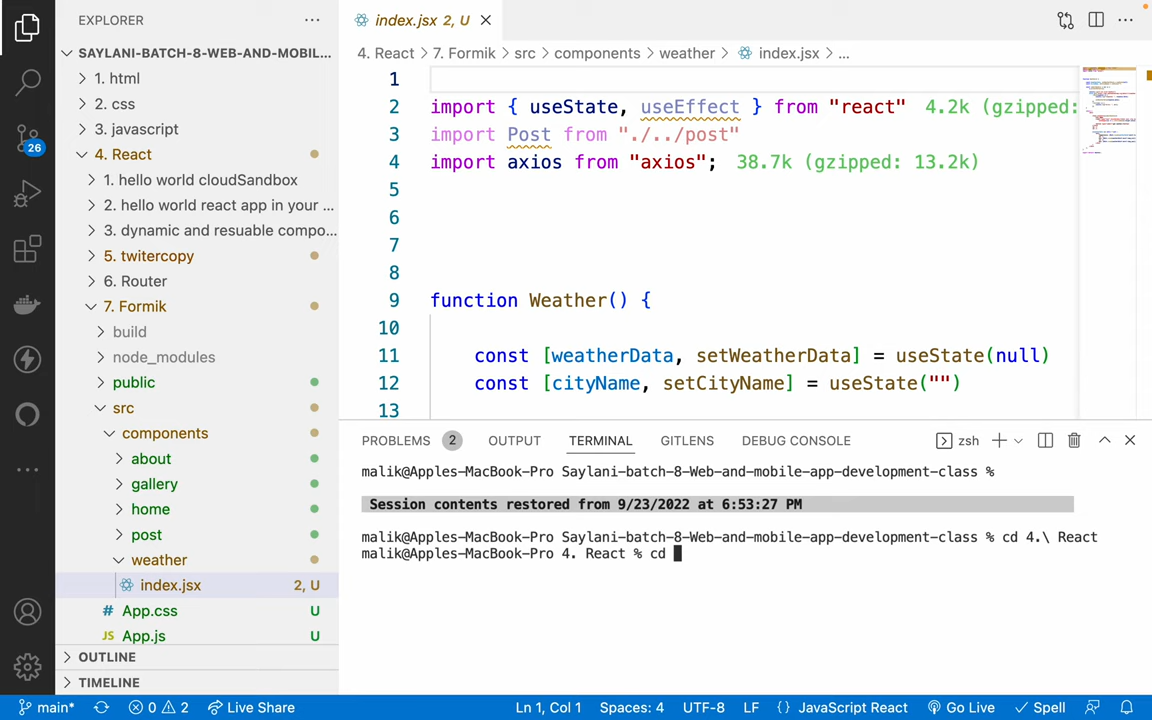 EXPLORER
SAYLANI-BATCH-8-WEB-AND-MOBIL...
1. html
2. css
3. javascript
4. React
1. hello world cloudSandbox
2. hello world react app in your ...
3. dynamic and resuable compo...
5. twitercopy
6. Router
7. Formik
build
node_modules
public
src
components
about
gallery
home
post
weather
index.jsx 2, U
# App.css U
JS App.js U
OUTLINE
TIMELINE
26
index.jsx 2, U
4. React > 7. Formik > src > components > weather > index.jsx > ...
1
2 import { useState, useEffect } from "react" 4.2k (gzipped:
3 import Post from "./../post"
4 import axios from "axios"; 38.7k (gzipped: 13.2k)
5
6
7
8
9 function Weather() {
10
11 const [weatherData, setWeatherData] = useState(null)
12 const [cityName, setCityName] = useState("")
13
PROBLEMS 2 OUTPUT TERMINAL GITLENS DEBUG CONSOLE zsh
malik@Apples-MacBook-Pro Saylani-batch-8-Web-and-mobile-app-development-class %
Session contents restored from 9/23/2022 at 6:53:27 PM
malik@Apples-MacBook-Pro Saylani-batch-8-Web-and-mobile-app-development-class % cd 4.\ React
malik@Apples-MacBook-Pro 4. React % cd
main* 0 2 Live Share Ln 1, Col 1 Spaces: 4 UTF-8 LF {} JavaScript React Go Live Spell